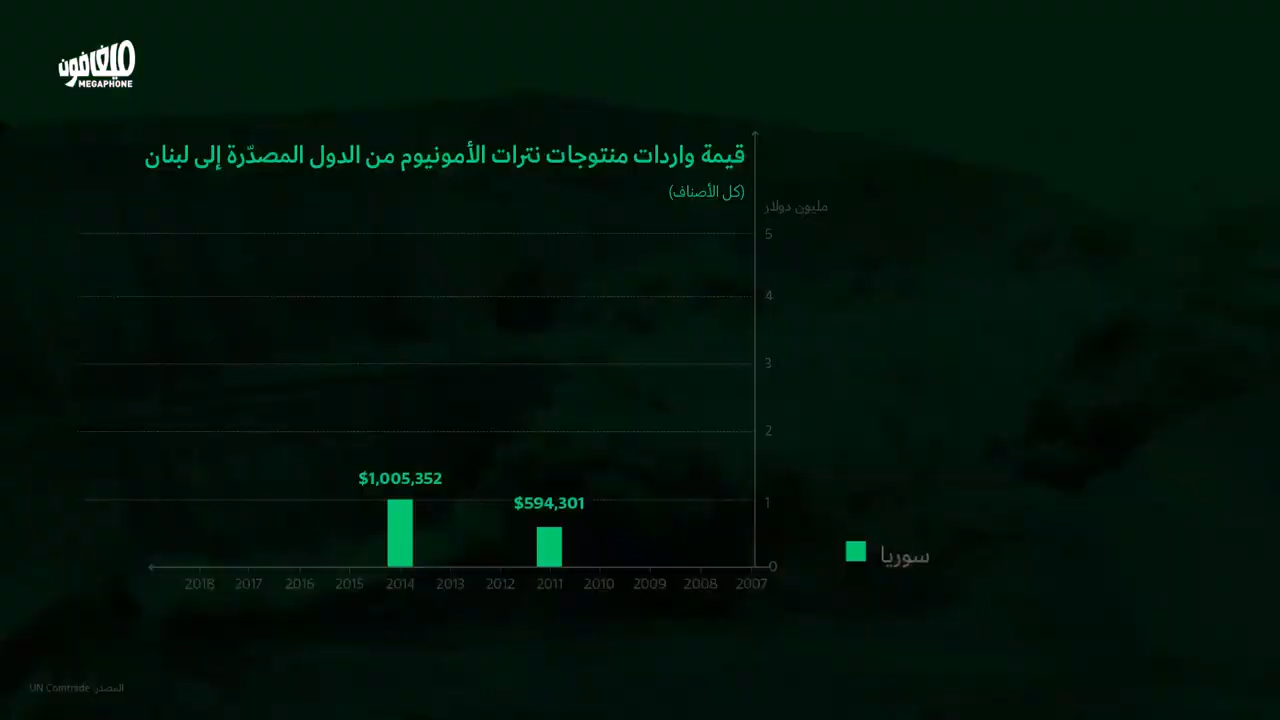 ميغافون
MEGAPHONE
قيمة واردات منتوجات نترات الأمونيوم من الدول المصدّرة إلى لبنان
(كل الأصناف)
مليون دولار
5
4
3
2
1
0
$1,005,352
$594,301
2018 2017 2016 2015 2014 2013 2012 2011 2010 2009 2008 2007
سوريا
المصدر: UN Comtrade